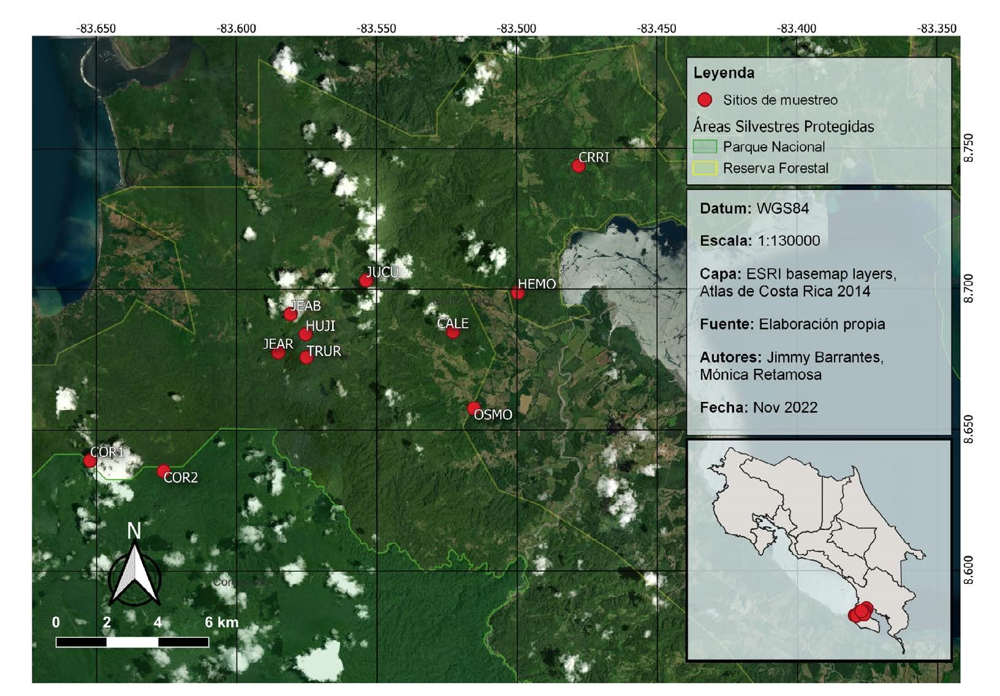 -83.650 -83.600 -83.550 -83.500 -83.450 -83.400 -83.350
Leyenda
Sitios de muestreo
Áreas Silvestres Protegidas
Parque Nacional
Reserva Forestal
8.750
CRRI
Datum: WGS84
Escala: 1:130000
Capa: ESRI basemap layers,
Atlas de Costa Rica 2014
Fuente: Elaboración propia
Autores: Jimmy Barrantes,
Mónica Retamosa
Fecha: Nov 2022
JUCU
HEMO
8.700
JEAB
CALE
HUJI
JEAR
TRUR
OSMO
8.650
COR1
COR2
8.600
N
0 2 4 6 km